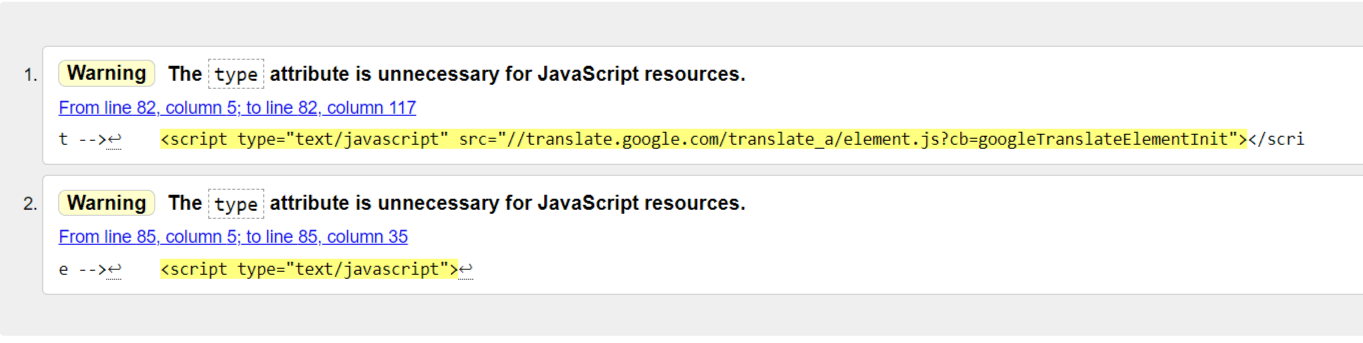 1. Warning The type attribute is unnecessary for JavaScript resources.
From line 82, column 5; to line 82, column 117
t -->↩    <script type="text/javascript" src="//translate.google.com/translate_a/element.js?cb=googleTranslateElementInit"></scri
2. Warning The type attribute is unnecessary for JavaScript resources.
From line 85, column 5; to line 85, column 35
e -->↩    <script type="text/javascript">↩